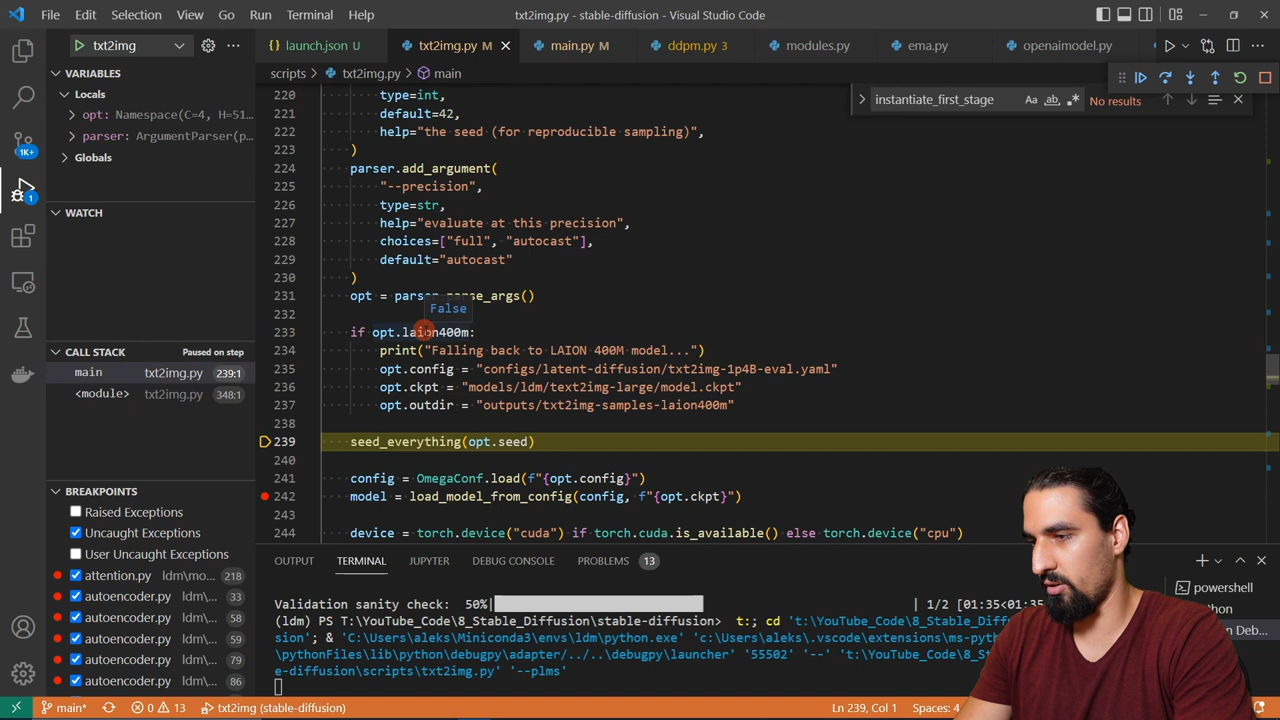 File Edit Selection View Go Run Terminal Help txt2img.py - stable-diffusion - Visual Studio Code
txt2img
launch.json U txt2img.py M main.py M ddpm.py 3 modules.py ema.py openaimodel.py
scripts > txt2img.py > main
instantiate_first_stage Aa ab No results
1K+
1
VARIABLES
Locals
opt: Namespace(C=4, H=51…
parser: ArgumentParser(p…
Globals
WATCH
CALL STACK Paused on step
main txt2img.py 239:1
<module> txt2img.py 348:1
BREAKPOINTS
Raised Exceptions
Uncaught Exceptions
User Uncaught Exceptions
attention.py ldm\mo... 218
autoencoder.py ldm\... 33
autoencoder.py ldm\... 58
autoencoder.py ldm\... 59
autoencoder.py ldm\... 79
autoencoder.py ldm\... 86
220 type=int,
221 default=42,
222 help="the seed (for reproducible sampling)",
223 )
224 parser.add_argument(
225 "--precision",
226 type=str,
227 help="evaluate at this precision",
228 choices=["full", "autocast"],
229 default="autocast"
230 )
231 opt = parser.parse_args()
False
232
233 if opt.laion400m:
234 print("Falling back to LAION 400M model...")
235 opt.config = "configs/latent-diffusion/txt2img-1p4B-eval.yaml"
236 opt.ckpt = "models/ldm/text2img-large/model.ckpt"
237 opt.outdir = "outputs/txt2img-samples-laion400m"
238
239 seed_everything(opt.seed)
240
241 config = OmegaConf.load(f"{opt.config}")
242 model = load_model_from_config(config, f"{opt.ckpt}")
243
244 device = torch.device("cuda") if torch.cuda.is_available() else torch.device("cpu")
OUTPUT TERMINAL JUPYTER DEBUG CONSOLE PROBLEMS 13
powershell
Validation sanity check: 50%| | 1/2 [01:35<01:35
(ldm) PS T:\YouTube_Code\8_Stable_Diffusion\stable-diffusion> t:; cd 't:\YouTube_Code\8_Stable_Diffu
sion'; & 'C:\Users\aleks\Miniconda3\envs\ldm\python.exe' 'c:\Users\aleks\.vscode\extensions\ms-pytho
\pythonFiles\lib\python\debugpy\adapter/../..\debugpy\launcher' '55502' '--' 't:\YouTube_Code\8_Sta
e-diffusion\scripts\txt2img.py' '--plms'
main* 0 13 txt2img (stable-diffusion) Ln 239, Col 1 Spaces: 4